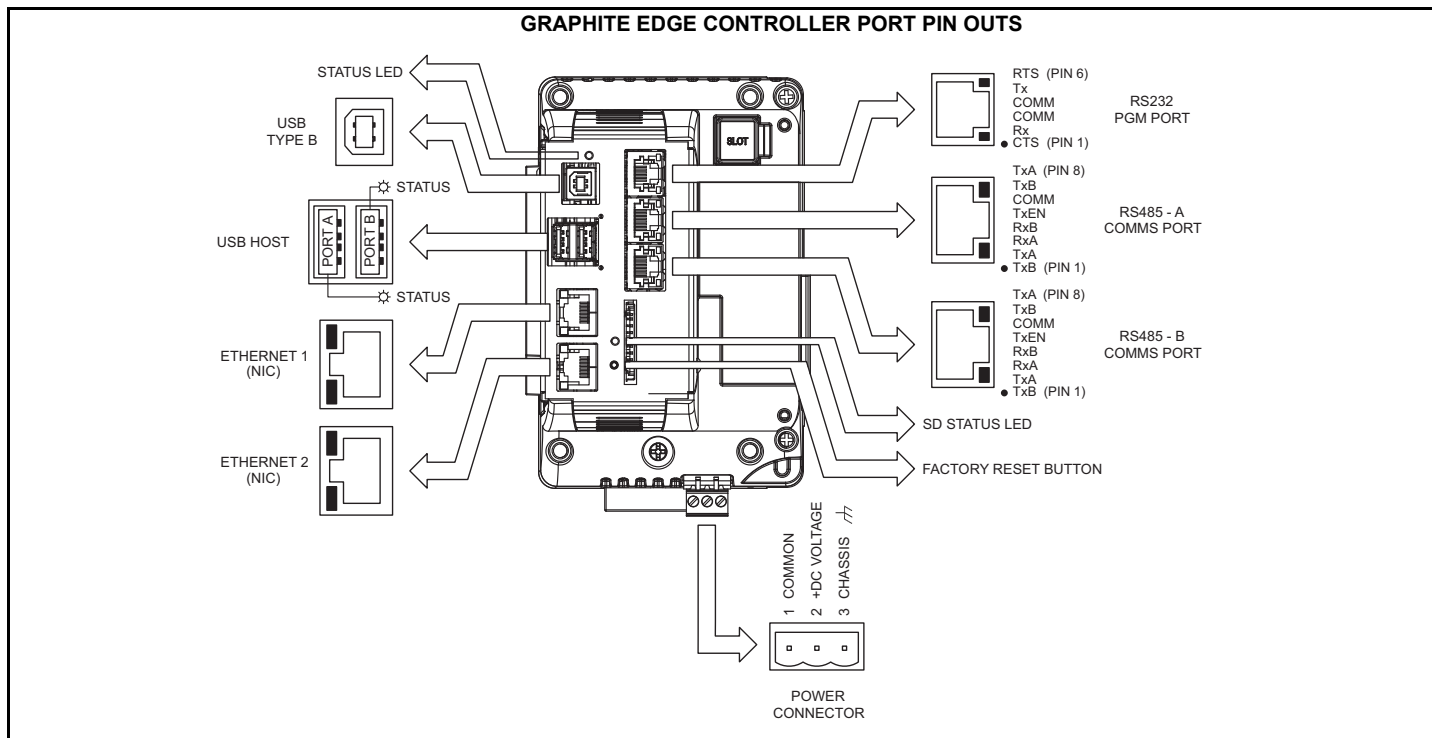 GRAPHITE EDGE CONTROLLER PORT PIN OUTS
STATUS LED
USB
TYPE B
STATUS
PORT A
PORT B
USB HOST
STATUS
ETHERNET 1
(NIC)
ETHERNET 2
(NIC)
SLOT
RTS (PIN 6)
Tx
COMM
COMM
Rx
CTS (PIN 1)
RS232
PGM PORT
TxA (PIN 8)
TxB
COMM
TxEN
RxB
RxA
TxA
TxB (PIN 1)
RS485 - A
COMMS PORT
TxA (PIN 8)
TxB
COMM
TxEN
RxB
RxA
TxA
TxB (PIN 1)
RS485 - B
COMMS PORT
SD STATUS LED
FACTORY RESET BUTTON
1 COMMON
2 +DC VOLTAGE
3 CHASSIS
POWER
CONNECTOR